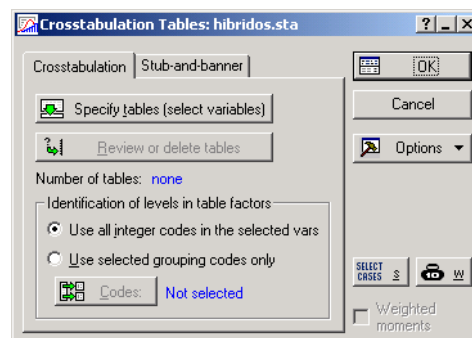 Crosstabulation Tables: hibridos.sta
Crosstabulation
Stub-and-banner
Specify tables (select variables)
Review or delete tables
Number of tables: none
Identification of levels in table factors
Use all integer codes in the selected vars
Use selected grouping codes only
Codes: Not selected
OK
Cancel
Options
SELECT
CASES
S
W
Weighted
moments